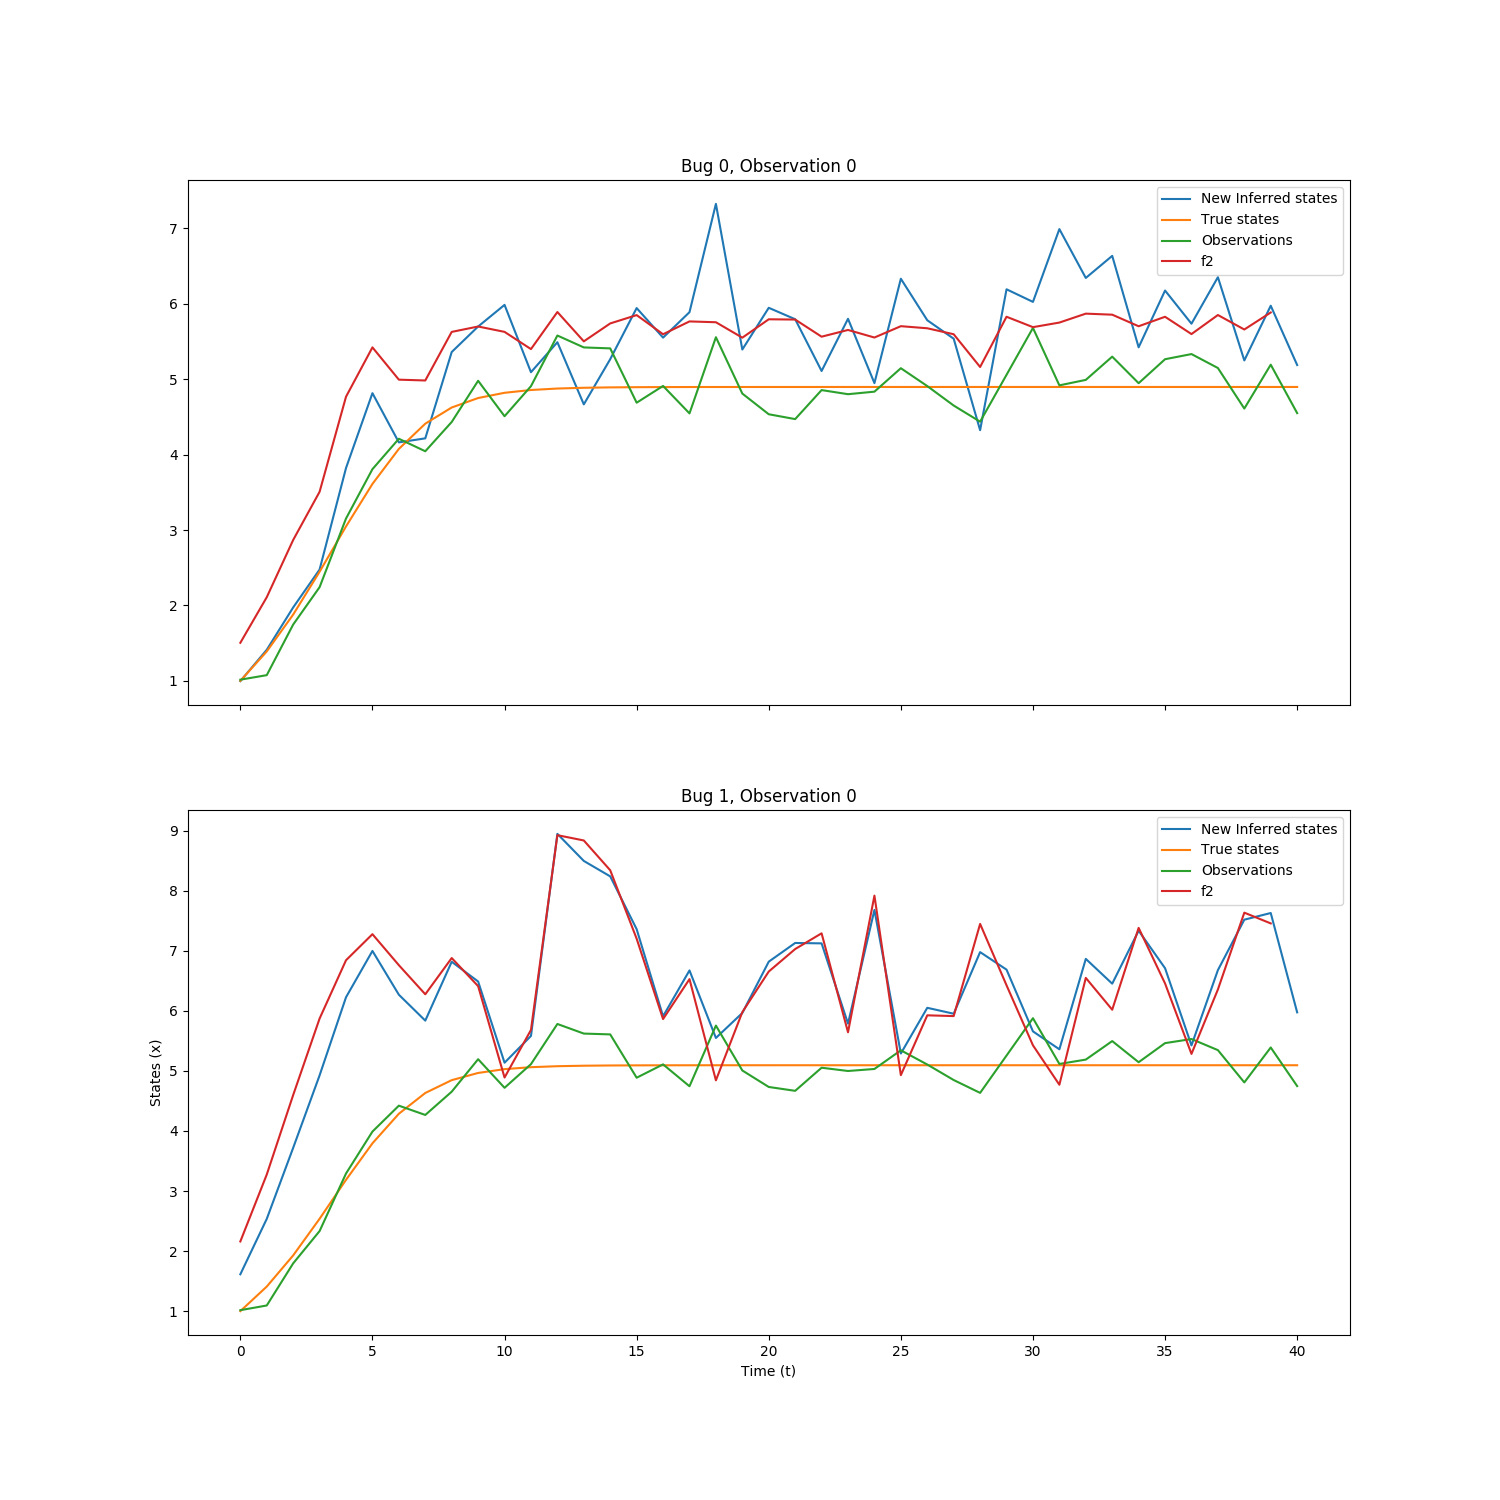 Bug 0, Observation 0
New Inferred states
True states
Observations
f2
7
6
5
4
3
2
1
Bug 1, Observation 0
New Inferred states
True states
Observations
f2
9
8
7
6
5
4
3
2
1
States (x)
0 5 10 15 20 25 30 35 40
Time (t)